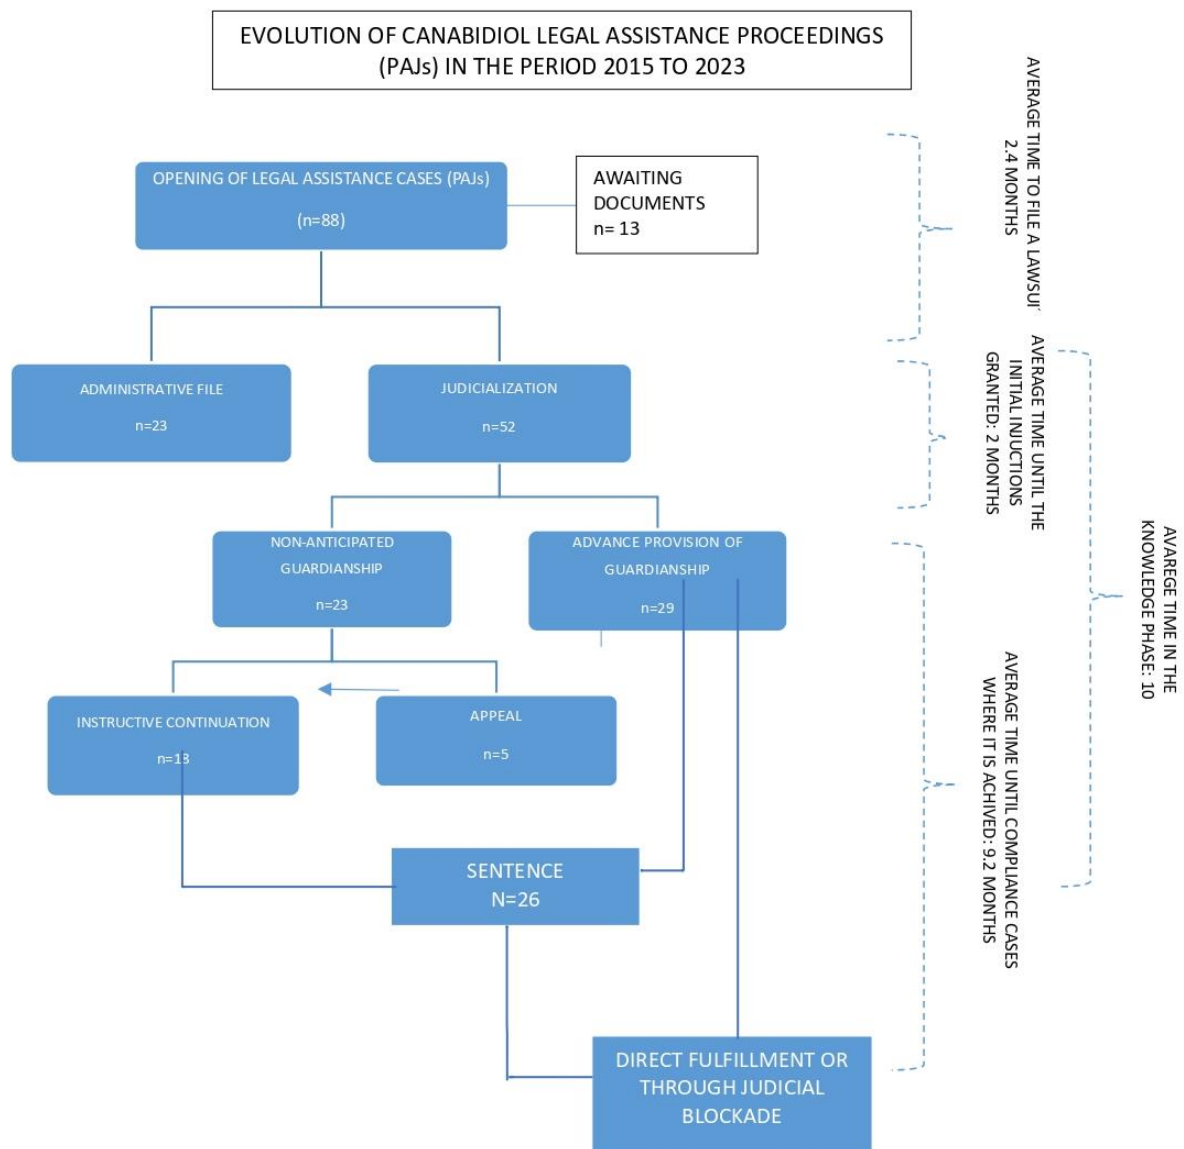 EVOLUTION OF CANABIDIOL LEGAL ASSISTANCE PROCEEDINGS
(PAJs) IN THE PERIOD 2015 TO 2023
OPENING OF LEGAL ASSISTANCE CASES (PAJs)
(n=88)
AWAITING
DOCUMENTS
n= 13
AVERAGE TIME TO FILE A LAWSUI
2.4 MONTHS
ADMINISTRATIVE FILE
n=23
JUDICIALIZATION
n=52
AVERAGE TIME UNTIL THE
INITIAL INJUCTIONS
GRANTED: 2 MONTHS
NON-ANTICIPATED
GUARDIANSHIP
n=23
ADVANCE PROVISION OF
GUARDIANSHIP
n=29
AVAREGE TIME IN THE
KNOWLEDGE PHASE: 10
INSTRUCTIVE CONTINUATION
n=18
APPEAL
n=5
AVERAGE TIME UNTIL COMPLIANCE CASES
WHERE IT IS ACHIVED: 9.2 MONTHS
SENTENCE
N=26
DIRECT FULFILLMENT OR
THROUGH JUDICIAL
BLOCKADE